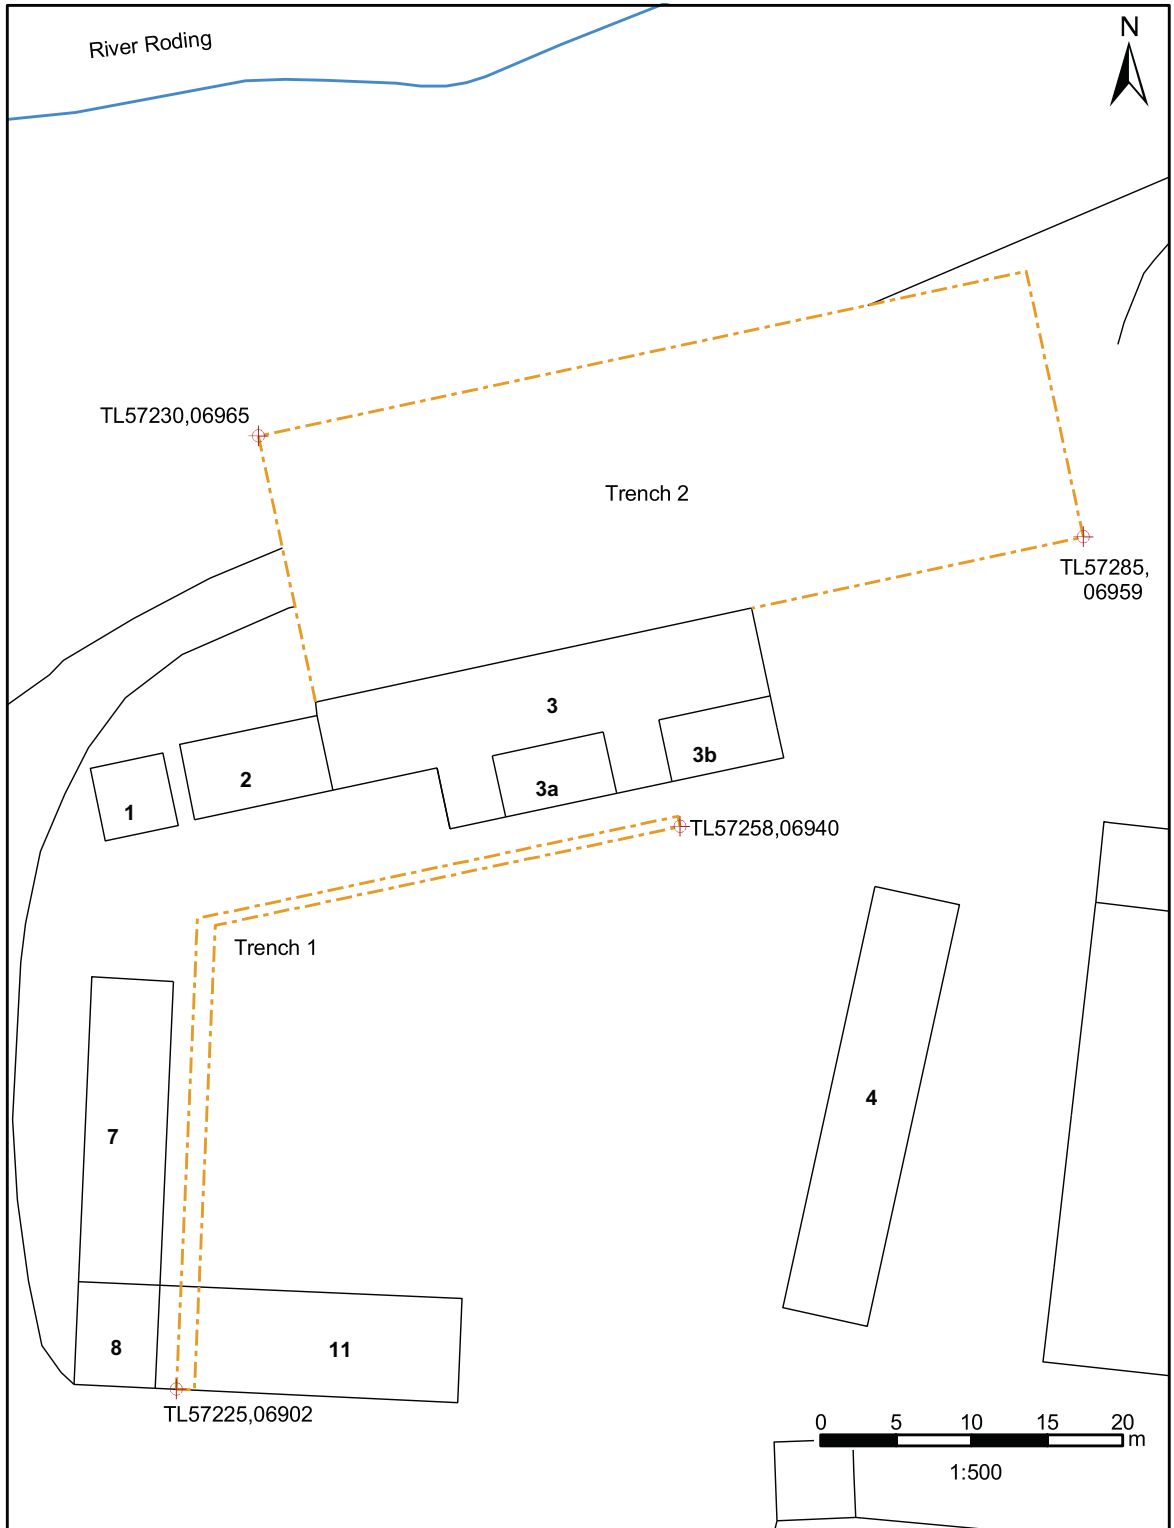 River Roding
N
TL57230,06965
Trench 2
TL57285,
06959
3
3b
2
3a
1
TL57258,06940
Trench 1
4
7
8
11
TL57225,06902
0 5 10 15 20
m
1:500